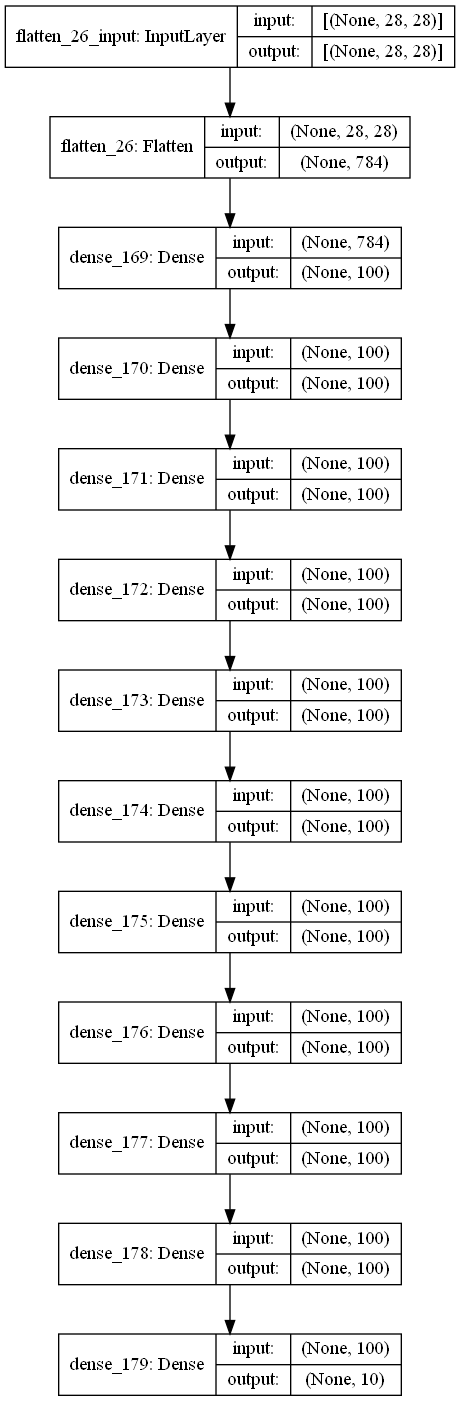 flatten_26_input: InputLayer
input: [(None, 28, 28)]
output: [(None, 28, 28)]
flatten_26: Flatten
input: (None, 28, 28)
output: (None, 784)
dense_169: Dense
input: (None, 784)
output: (None, 100)
dense_170: Dense
input: (None, 100)
output: (None, 100)
dense_171: Dense
input: (None, 100)
output: (None, 100)
dense_172: Dense
input: (None, 100)
output: (None, 100)
dense_173: Dense
input: (None, 100)
output: (None, 100)
dense_174: Dense
input: (None, 100)
output: (None, 100)
dense_175: Dense
input: (None, 100)
output: (None, 100)
dense_176: Dense
input: (None, 100)
output: (None, 100)
dense_177: Dense
input: (None, 100)
output: (None, 100)
dense_178: Dense
input: (None, 100)
output: (None, 100)
dense_179: Dense
input: (None, 100)
output: (None, 10)